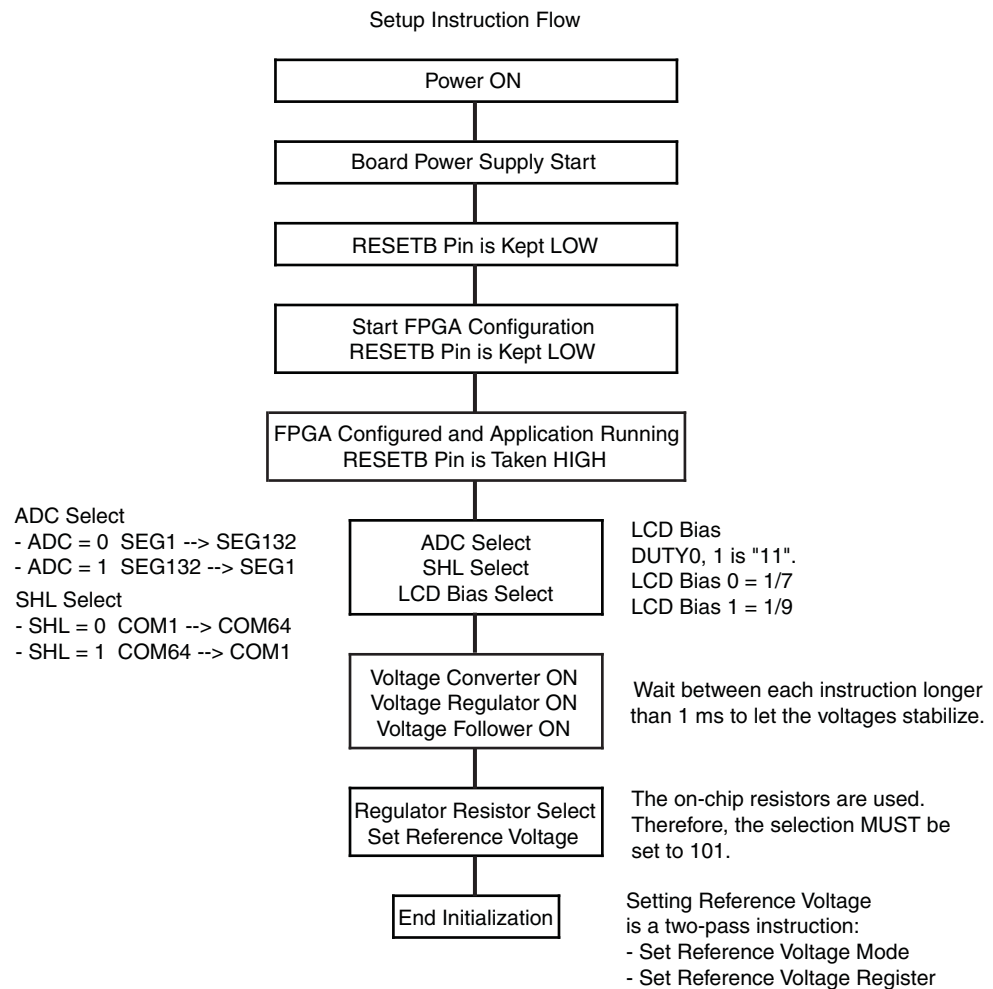 Setup Instruction Flow
Power ON
Board Power Supply Start
RESETB Pin is Kept LOW
Start FPGA Configuration
RESETB Pin is Kept LOW
FPGA Configured and Application Running
RESETB Pin is Taken HIGH
ADC Select
- ADC = 0 SEG1 --> SEG132
- ADC = 1 SEG132 --> SEG1
SHL Select
- SHL = 0 COM1 --> COM64
- SHL = 1 COM64 --> COM1
ADC Select
SHL Select
LCD Bias Select
LCD Bias
DUTY0, 1 is "11".
LCD Bias 0 = 1/7
LCD Bias 1 = 1/9
Voltage Converter ON
Voltage Regulator ON
Voltage Follower ON
Wait between each instruction longer
than 1 ms to let the voltages stabilize.
Regulator Resistor Select
Set Reference Voltage
The on-chip resistors are used.
Therefore, the selection MUST be
set to 101.
End Initialization
Setting Reference Voltage
is a two-pass instruction:
- Set Reference Voltage Mode
- Set Reference Voltage Register